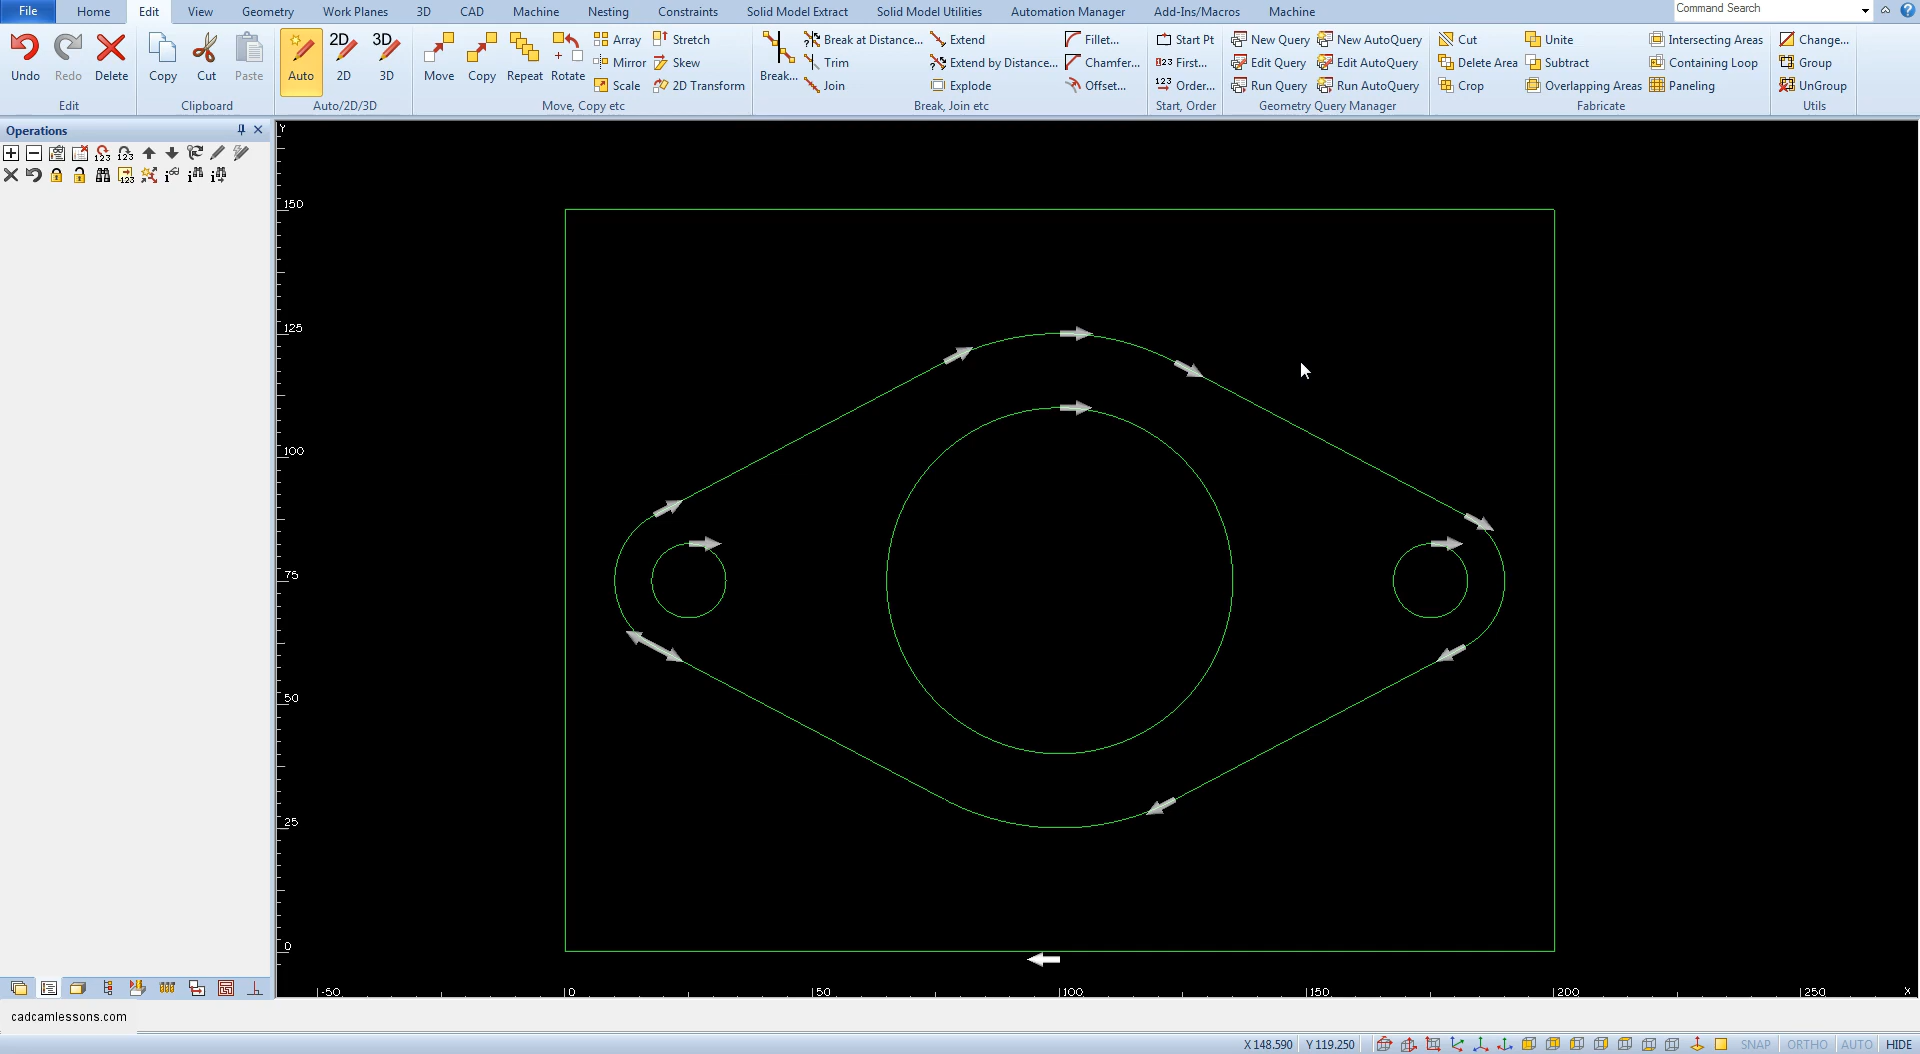 File Home Edit View Geometry Work Planes 3D CAD Machine Nesting Constraints Solid Model Extract Solid Model Utilities Automation Manager Add-Ins/Macros Machine Command Search
2D 3D Array Stretch Break at Distance... Extend Fillet... Start Pt New Query New AutoQuery Cut Unite Intersecting Areas Change...
Undo Redo Delete Copy Cut Paste Auto 2D 3D Move Copy Repeat Rotate Mirror Skew Break... Trim Extend by Distance... Chamfer... First... Edit Query Edit AutoQuery Delete Area Subtract Containing Loop Group
Scale 2D Transform Join Explode Offset... 123 Order... Run Query Run AutoQuery Crop Overlapping Areas Paneling UnGroup
Edit Clipboard Auto/2D/3D Move, Copy etc Break, Join etc Start, Order Geometry Query Manager Fabricate Utils
Operations
Y
150
125
100
75
50
25
0
-50 0 50 100 150 200 250 X
cadcamlessons.com
X 148.590 Y 119.250 SNAP ORTHO AUTO HIDE